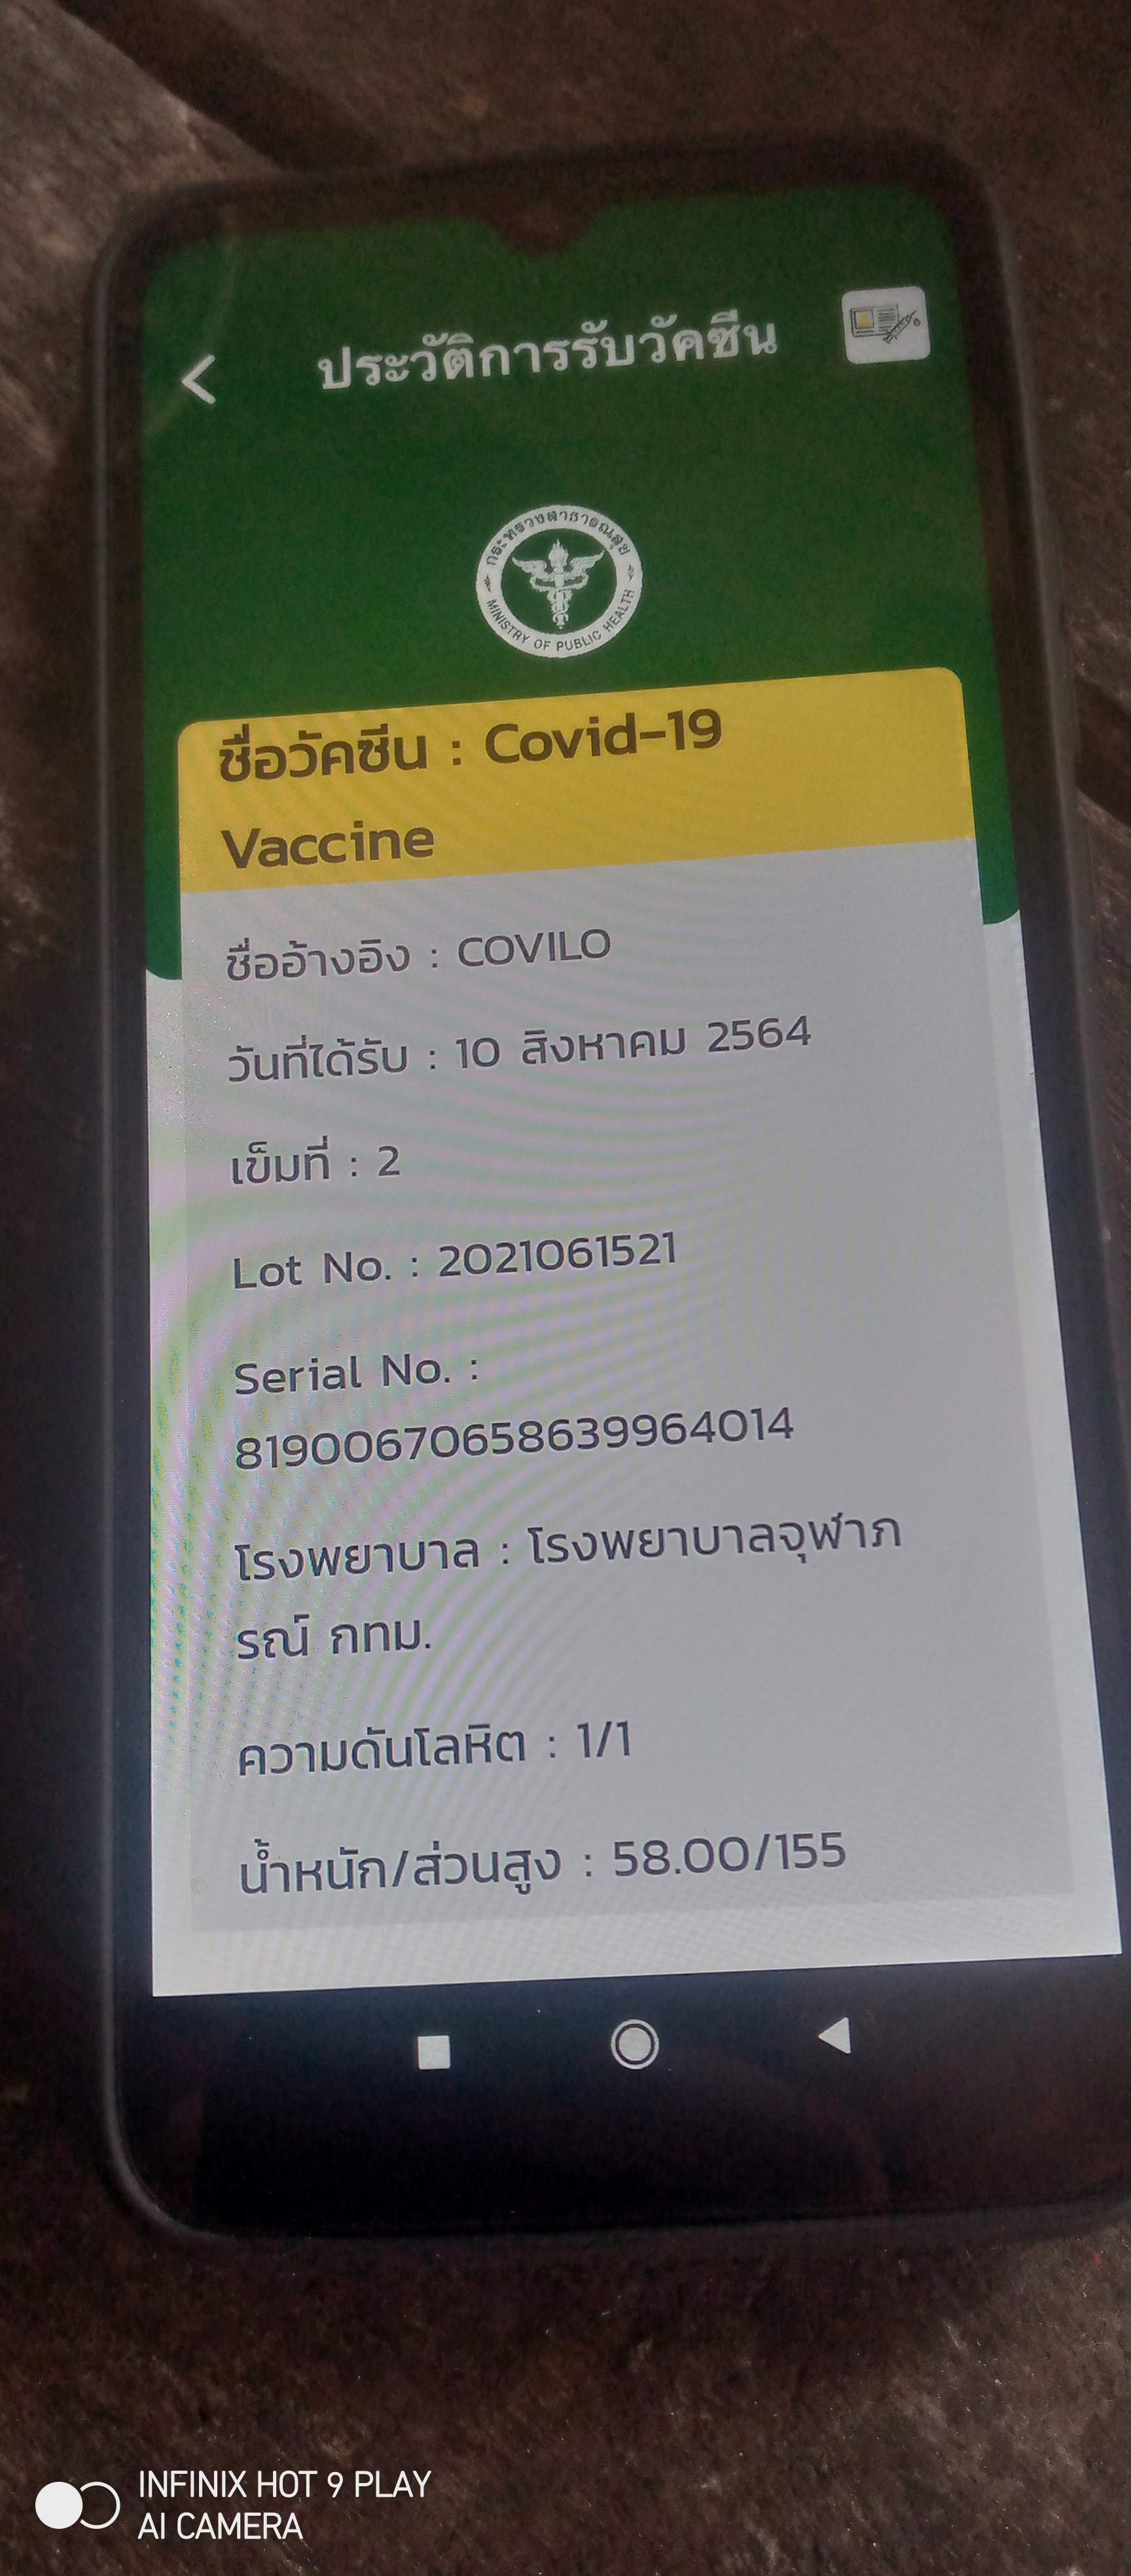 ประวัติการรับวัคซีน
กระทรวงสาธารณสุข
MINISTRY OF PUBLIC HEALTH
ชื่อวัคซีน : Covid-19
Vaccine
ชื่ออ้างอิง : COVILO
วันที่ได้รับ : 10 สิงหาคม 2564
เข็มที่ : 2
Lot No. : 2021061521
Serial No. :
81900670658639964014
โรงพยาบาล : โรงพยาบาลจุฬาภ
รณ์ กทม.
ความดันโลหิต : 1/1
น้ำหนัก/ส่วนสูง : 58.00/155
INFINIX HOT 9 PLAY
AI CAMERA